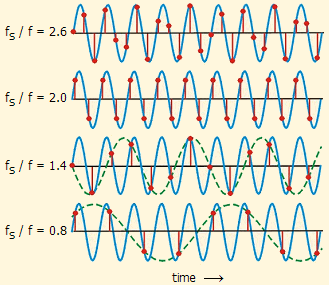 fS / f = 2.6
fS / f = 2.0
fS / f = 1.4
fS / f = 0.8
time →